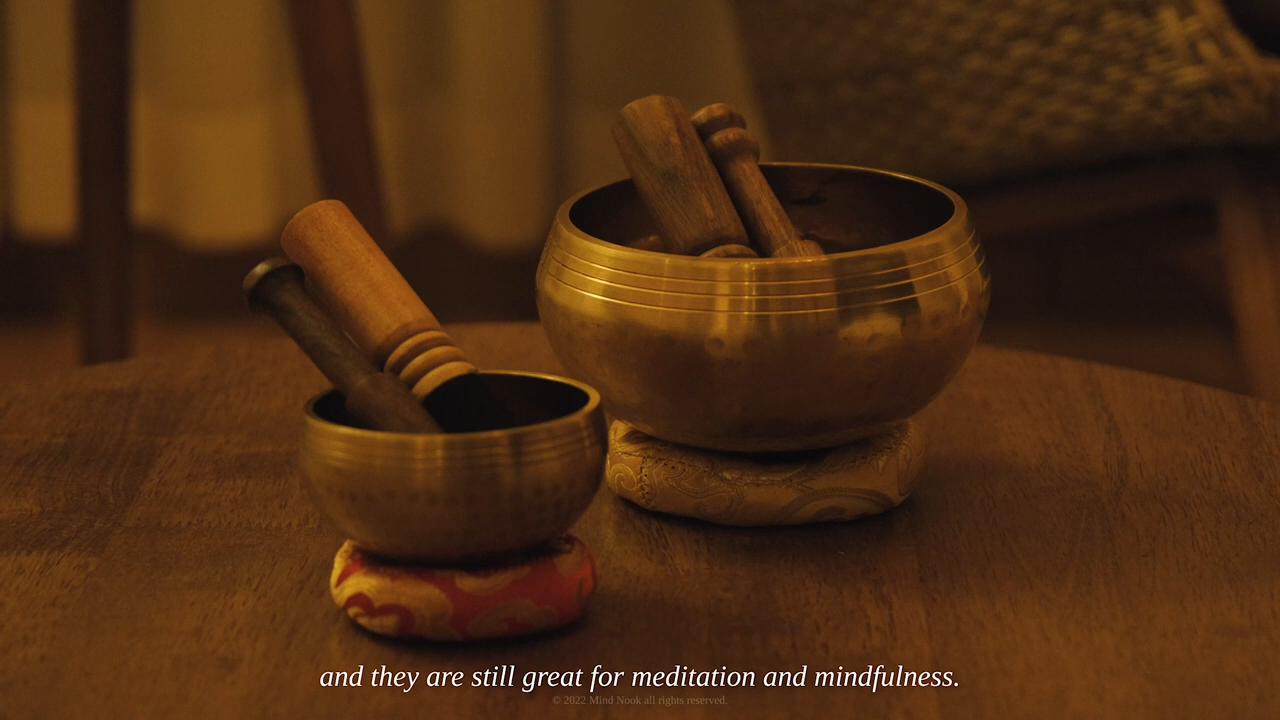 and they are still great for meditation and mindfulness.
© 2022 Mind Nook all rights reserved.